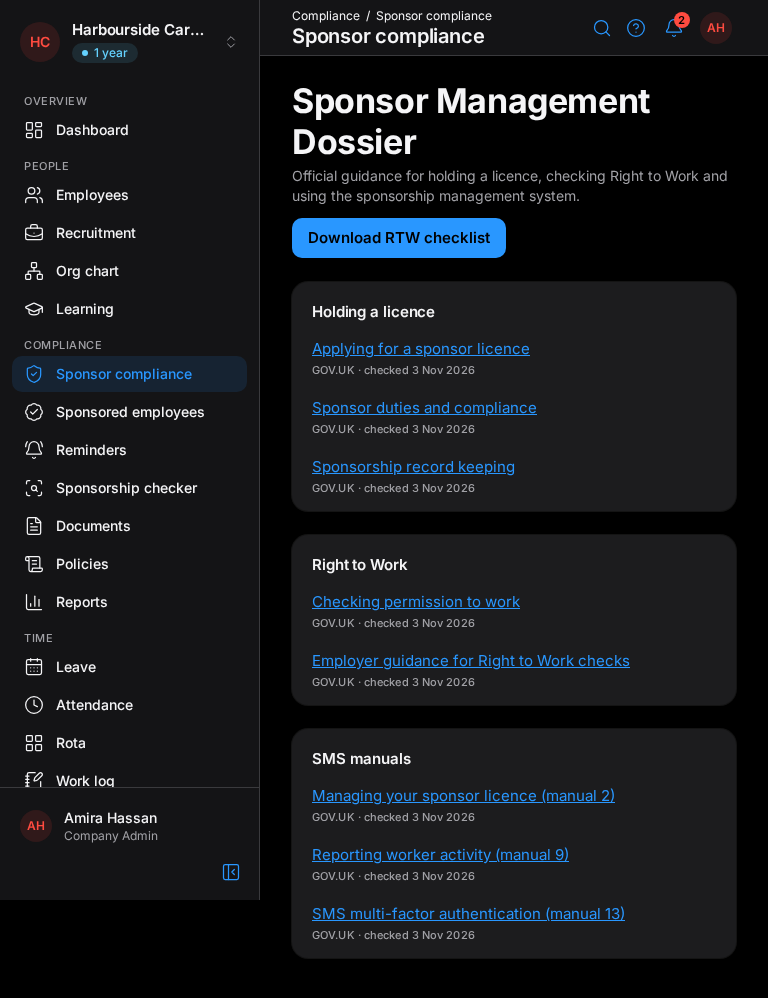 HC
Harbourside Car...
1 year
OVERVIEW
Dashboard
PEOPLE
Employees
Recruitment
Org chart
Learning
COMPLIANCE
Sponsor compliance
Sponsored employees
Reminders
Sponsorship checker
Documents
Policies
Reports
TIME
Leave
Attendance
Rota
Work log
AH
Amira Hassan
Company Admin
Compliance / Sponsor compliance
Sponsor compliance
2
AH
Sponsor Management
Dossier
Official guidance for holding a licence, checking Right to Work and
using the sponsorship management system.
Download RTW checklist
Holding a licence
Applying for a sponsor licence
GOV.UK · checked 3 Nov 2026
Sponsor duties and compliance
GOV.UK · checked 3 Nov 2026
Sponsorship record keeping
GOV.UK · checked 3 Nov 2026
Right to Work
Checking permission to work
GOV.UK · checked 3 Nov 2026
Employer guidance for Right to Work checks
GOV.UK · checked 3 Nov 2026
SMS manuals
Managing your sponsor licence (manual 2)
GOV.UK · checked 3 Nov 2026
Reporting worker activity (manual 9)
GOV.UK · checked 3 Nov 2026
SMS multi-factor authentication (manual 13)
GOV.UK · checked 3 Nov 2026